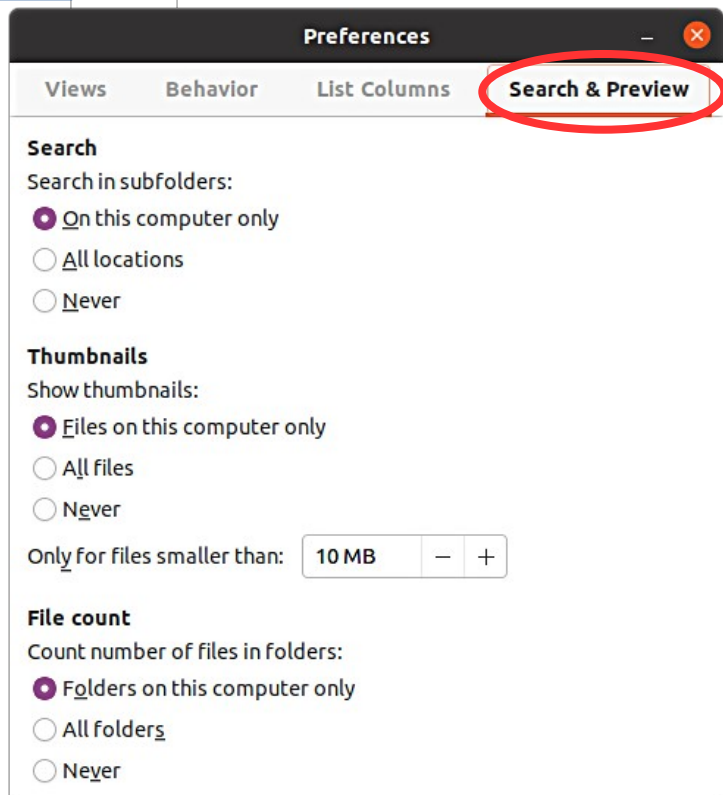 Preferences
Views Behavior List Columns Search & Preview
Search
Search in subfolders:
On this computer only
All locations
Never
Thumbnails
Show thumbnails:
Files on this computer only
All files
Never
Only for files smaller than: 10 MB
File count
Count number of files in folders:
Folders on this computer only
All folders
Never